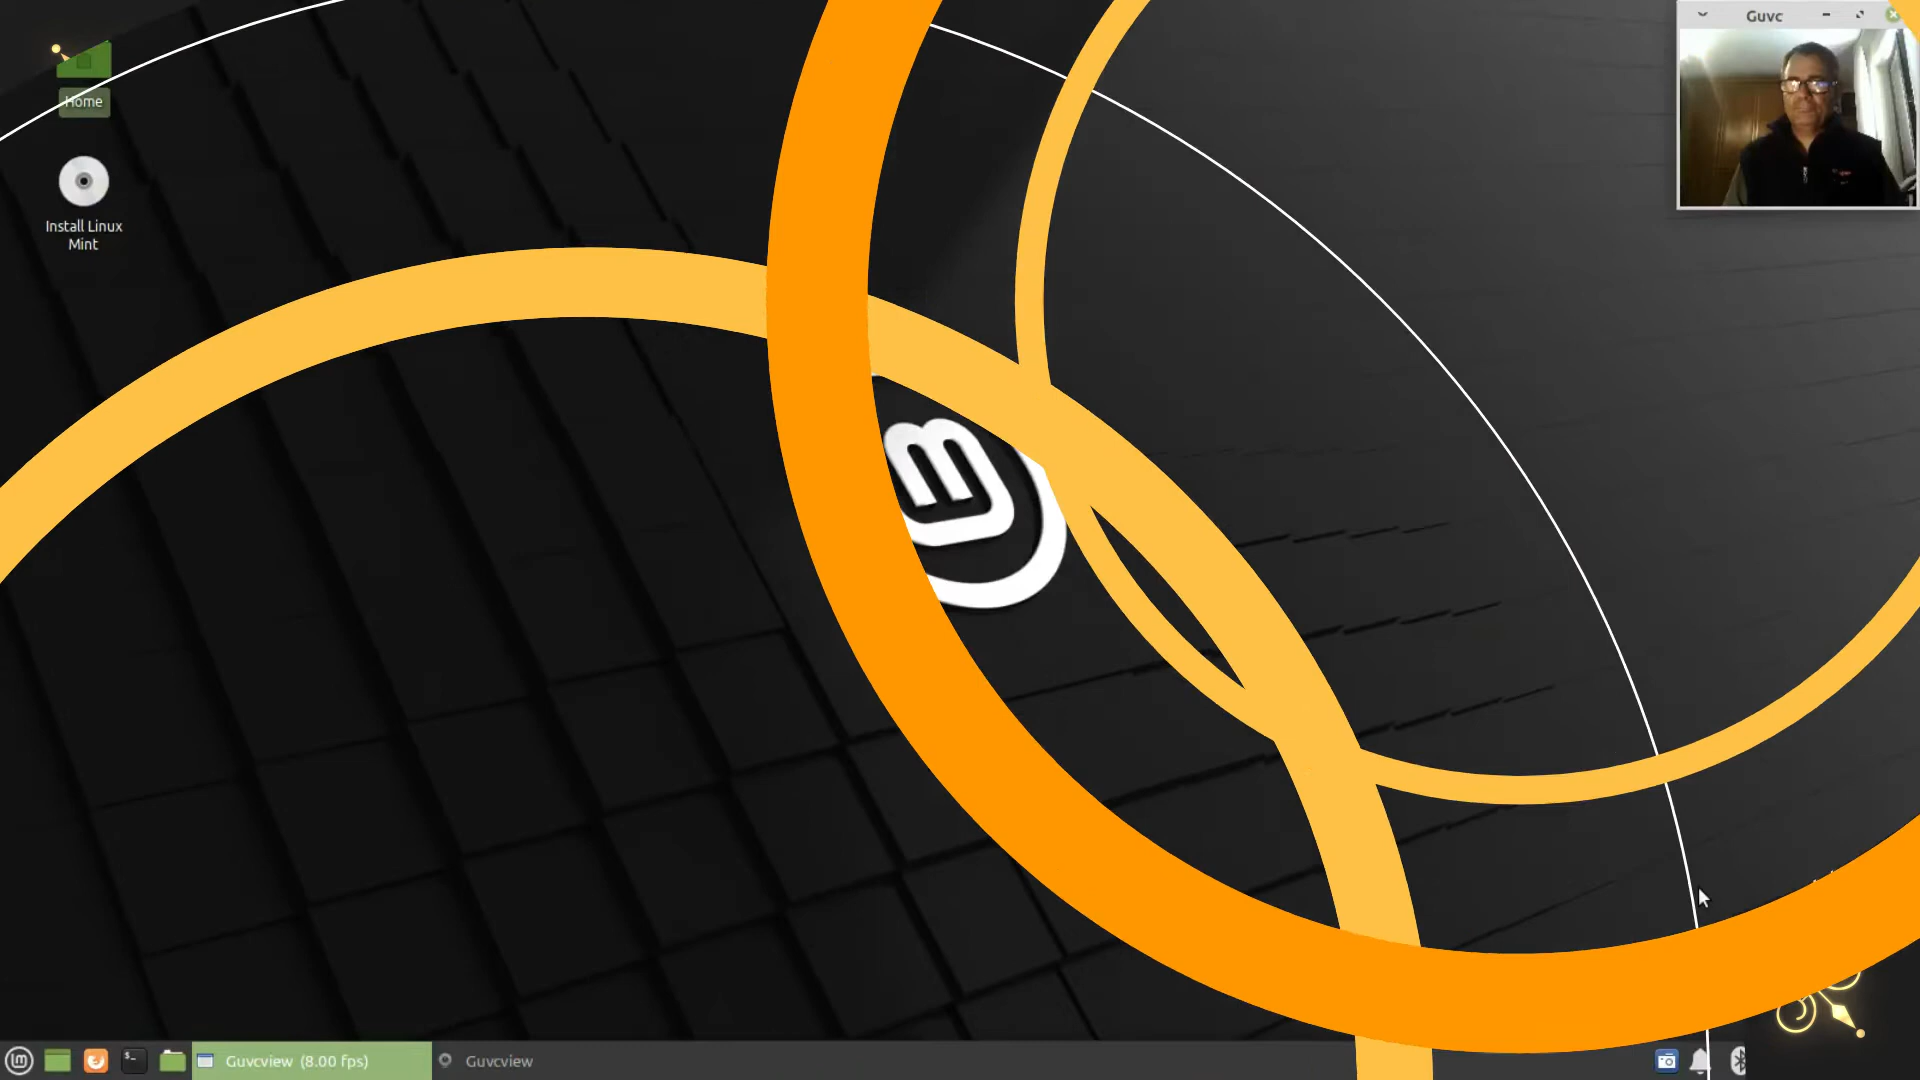 Home
Install Linux
Mint
Guvc
Guvcview (8.00 fps)
Guvcview